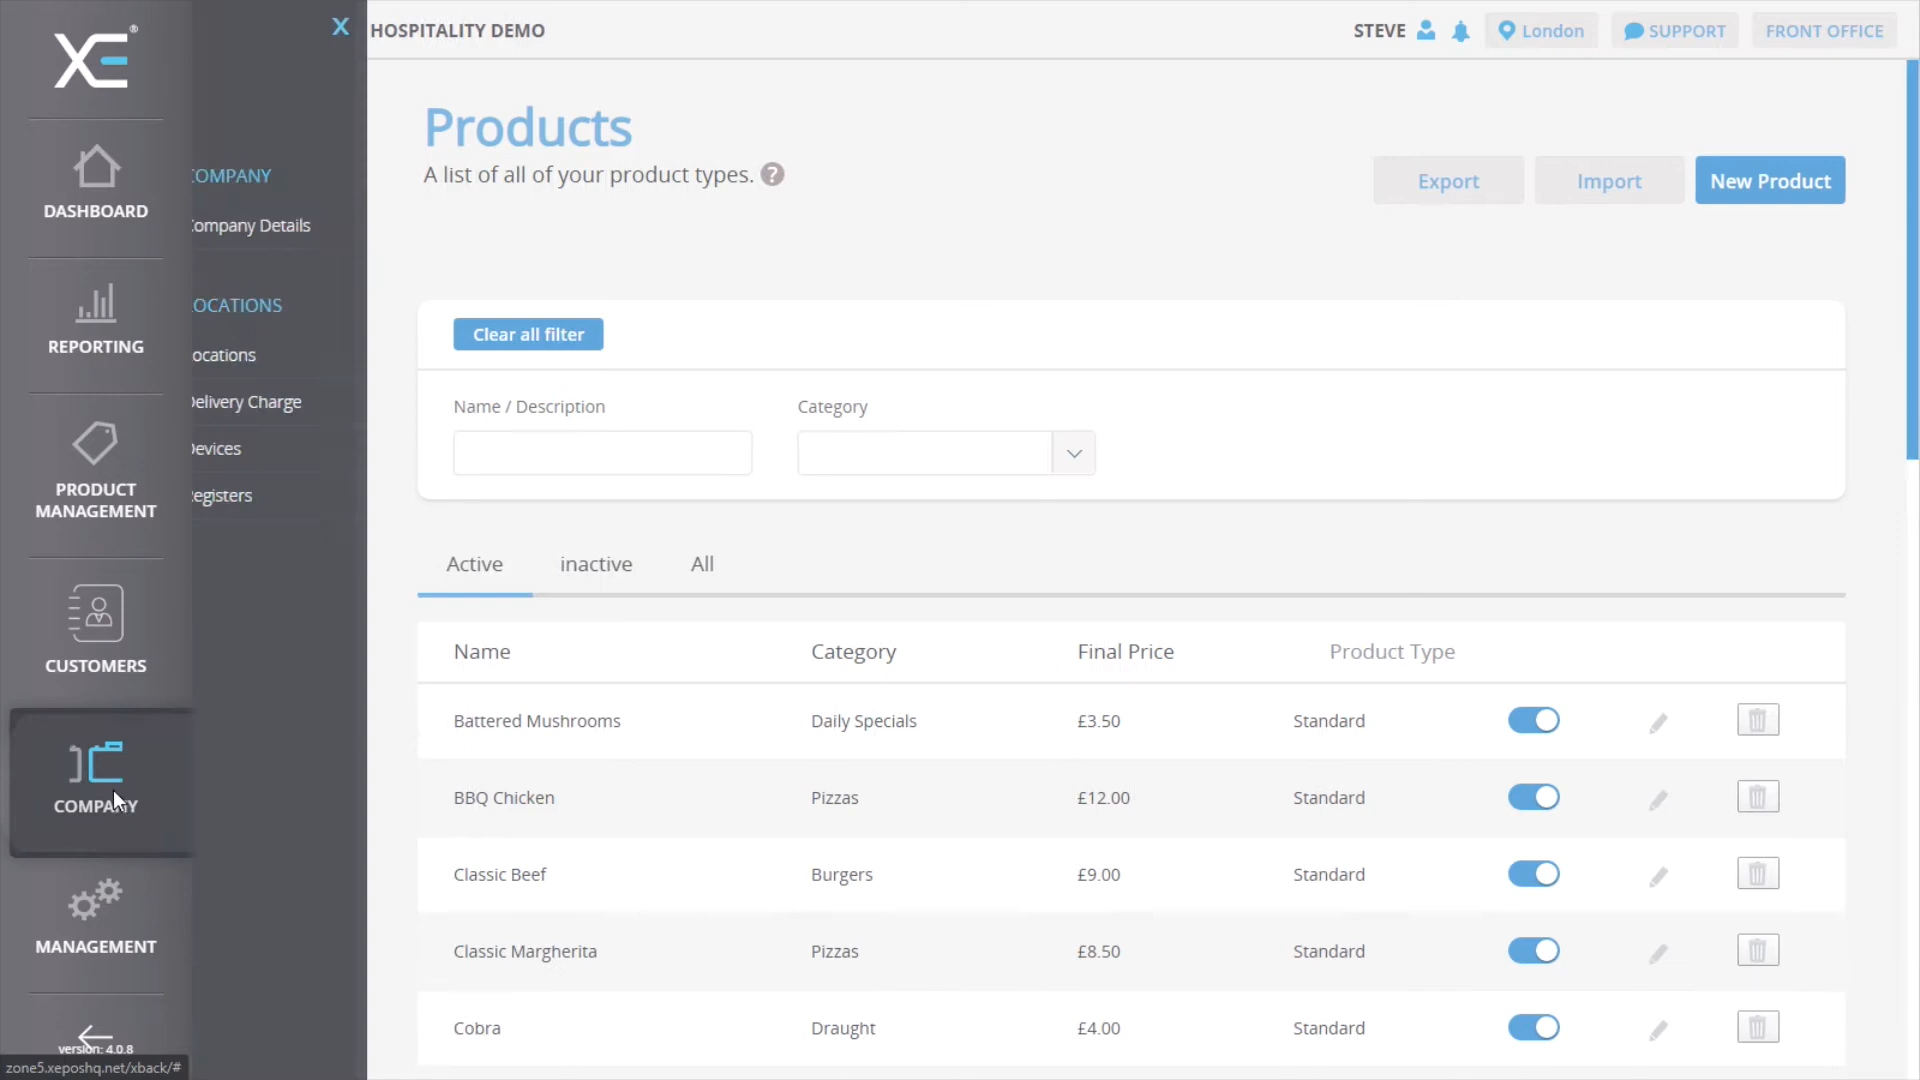 XE®
DASHBOARD
REPORTING
PRODUCT
MANAGEMENT
CUSTOMERS
COMPANY
MANAGEMENT
version: 4.0.8
zone5.xeposhq.net/xback/#
X
OMPANY
ompany Details
OCATIONS
ocations
Delivery Charge
Devices
egisters
HOSPITALITY DEMO
STEVE
London
SUPPORT
FRONT OFFICE
Products
A list of all of your product types. ?
Export
Import
New Product
Clear all filter
Name / Description
Category
Active
inactive
All
Name Category Final Price Product Type
Battered Mushrooms Daily Specials £3.50 Standard
BBQ Chicken Pizzas £12.00 Standard
Classic Beef Burgers £9.00 Standard
Classic Margherita Pizzas £8.50 Standard
Cobra Draught £4.00 Standard